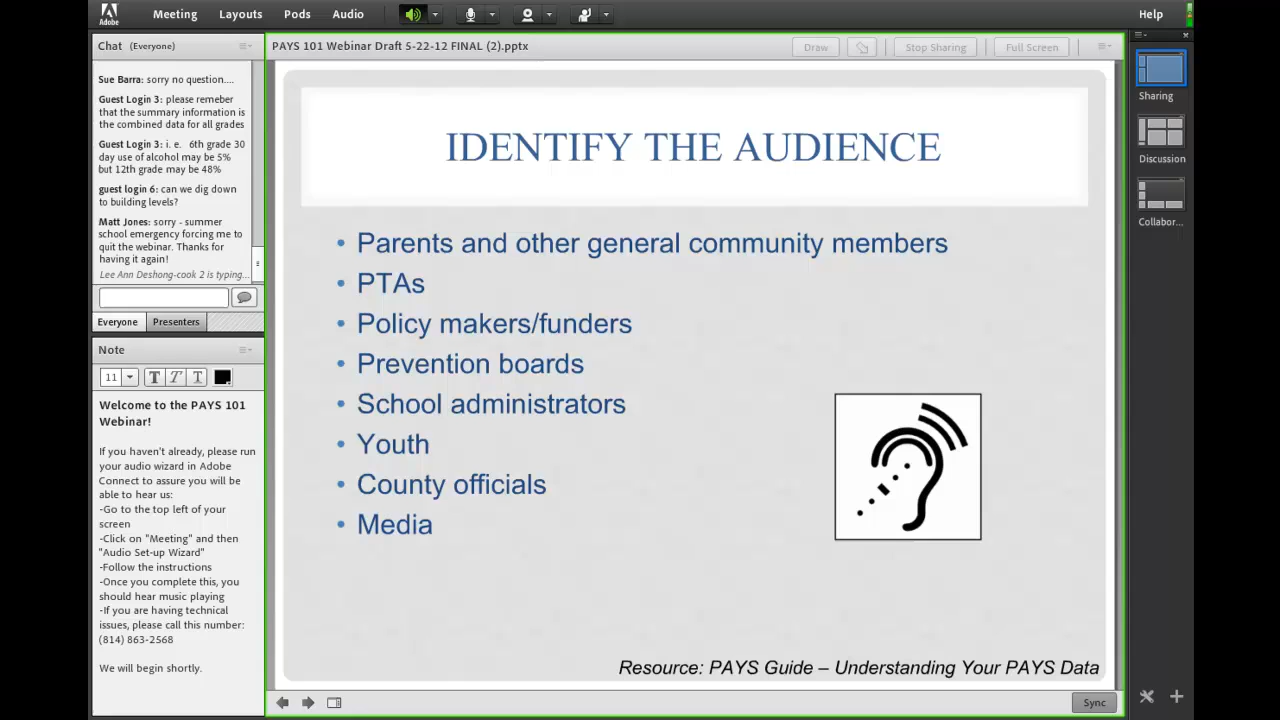 Adobe
Meeting
Layouts
Pods
Audio
Help
Chat (Everyone)
Sue Barra: sorry no question....
Guest Login 3: please remeber
that the summary information is
the combined data for all grades
Guest Login 3: i. e. 6th grade 30
day use of alcohol may be 5%
but 12th grade may be 48%
guest login 6: can we dig down
to building levels?
Matt Jones: sorry - summer
school emergency forcing me to
quit the webinar. Thanks for
having it again!
Lee Ann Deshong-cook 2 is typing...
Everyone
Presenters
Note
11
T T T
Welcome to the PAYS 101
Webinar!
If you haven't already, please run
your audio wizard in Adobe
Connect to assure you will be
able to hear us:
-Go to the top left of your
screen
-Click on "Meeting" and then
"Audio Set-up Wizard"
-Follow the instructions
-Once you complete this, you
should hear music playing
-If you are having technical
issues, please call this number:
(814) 863-2568
We will begin shortly.
PAYS 101 Webinar Draft 5-22-12 FINAL (2).pptx
Draw
Stop Sharing
Full Screen
IDENTIFY THE AUDIENCE
• Parents and other general community members
• PTAs
• Policy makers/funders
• Prevention boards
• School administrators
• Youth
• County officials
• Media
Resource: PAYS Guide – Understanding Your PAYS Data
Sync
Sharing
Discussion
Collabor...